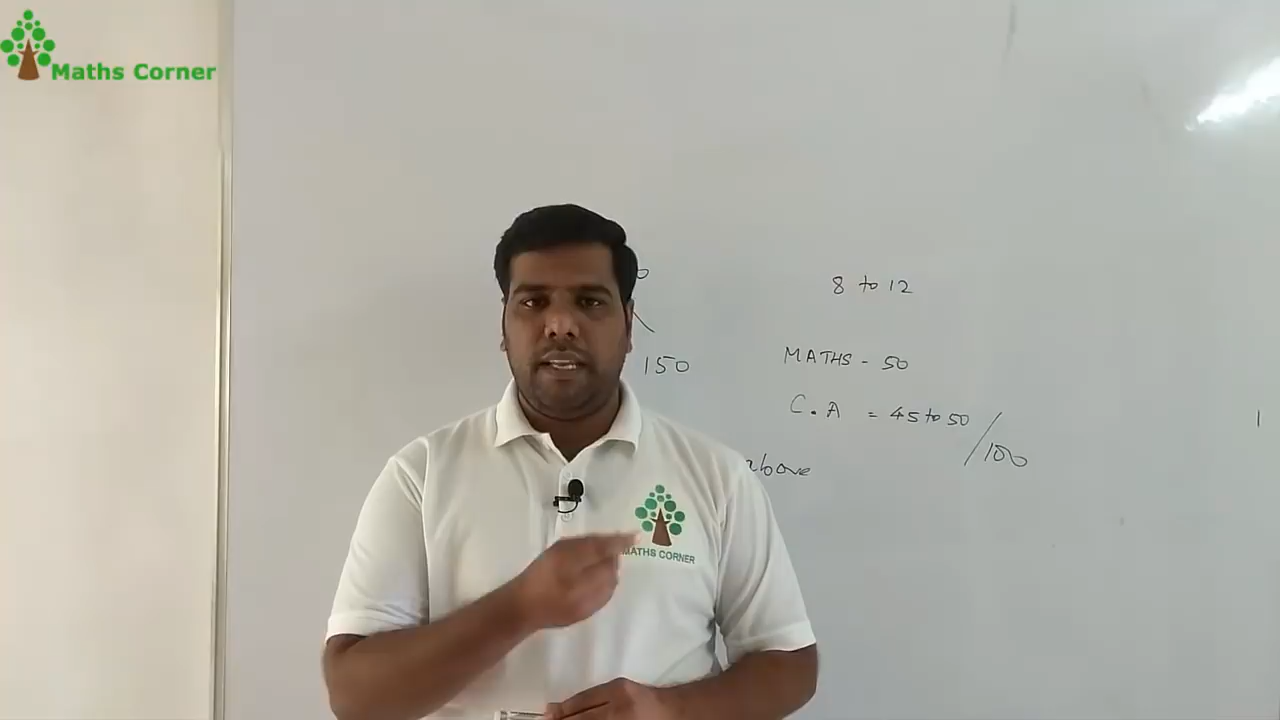 Maths Corner
8 to 12
150
MATHS - 50
C.A = 45 to 50 /100
above
MATHS CORNER